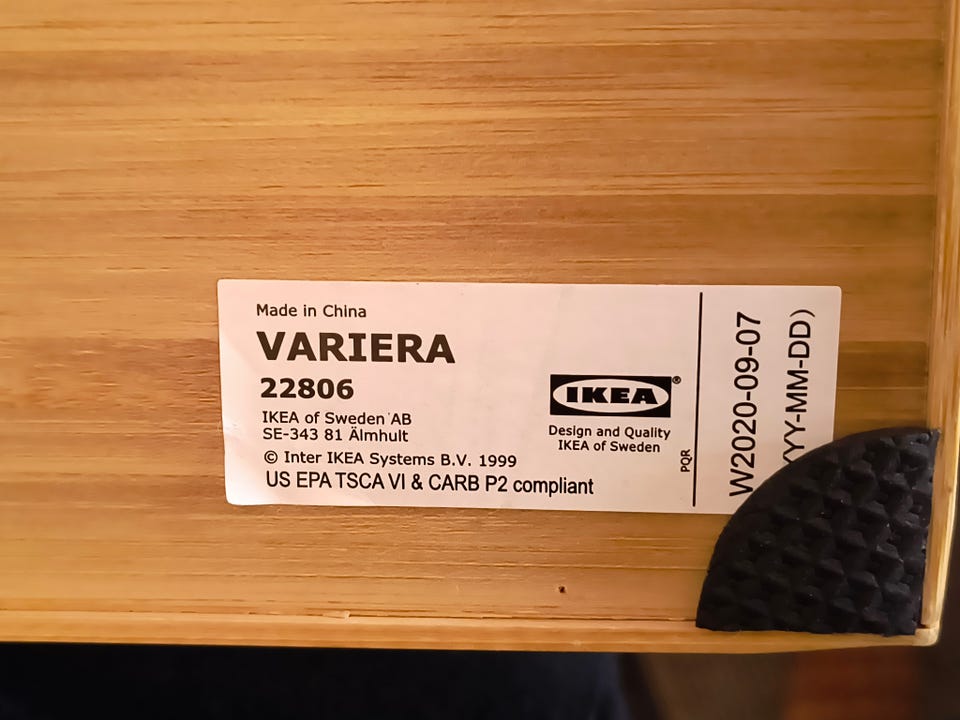 Made in China
VARIERA
22806
IKEA of Sweden AB
SE-343 81 Älmhult
© Inter IKEA Systems B.V. 1999
US EPA TSCA VI & CARB P2 compliant
IKEA®
Design and Quality
IKEA of Sweden
PQR
W2020-09-07
YYY-MM-DD)